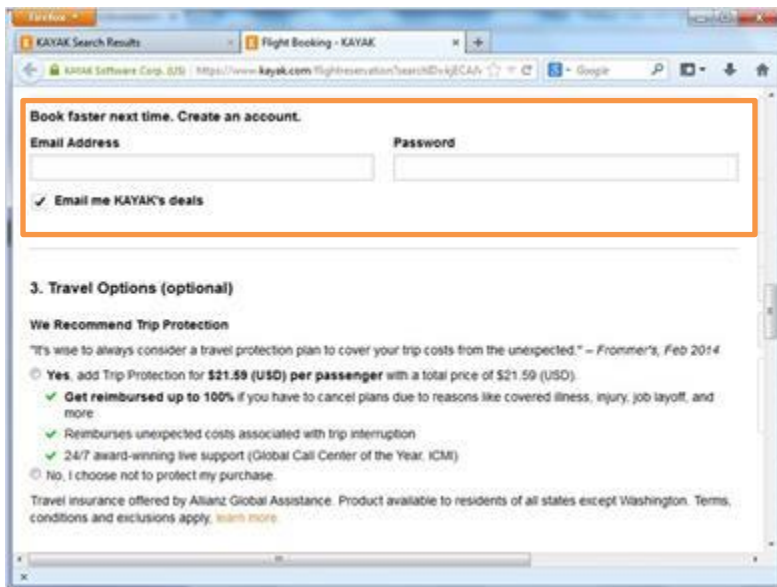 Firefox
KAYAK Search Results
Flight Booking - KAYAK
KAYAK Software Corp. (US) https://www.kayak.com/flightreservation/
Google
Book faster next time. Create an account.
Email Address Password
Email me KAYAK's deals
3. Travel Options (optional)
We Recommend Trip Protection
"It's wise to always consider a travel protection plan to cover your trip costs from the unexpected." – Frommer's, Feb 2014
Yes, add Trip Protection for $21.59 (USD) per passenger with a total price of $21.59 (USD).
Get reimbursed up to 100% if you have to cancel plans due to reasons like covered illness, injury, job layoff, and
more
Reimburses unexpected costs associated with trip interruption
24/7 award-winning live support (Global Call Center of the Year, ICMI)
No, I choose not to protect my purchase.
Travel insurance offered by Allianz Global Assistance. Product available to residents of all states except Washington. Terms,
conditions and exclusions apply, learn more